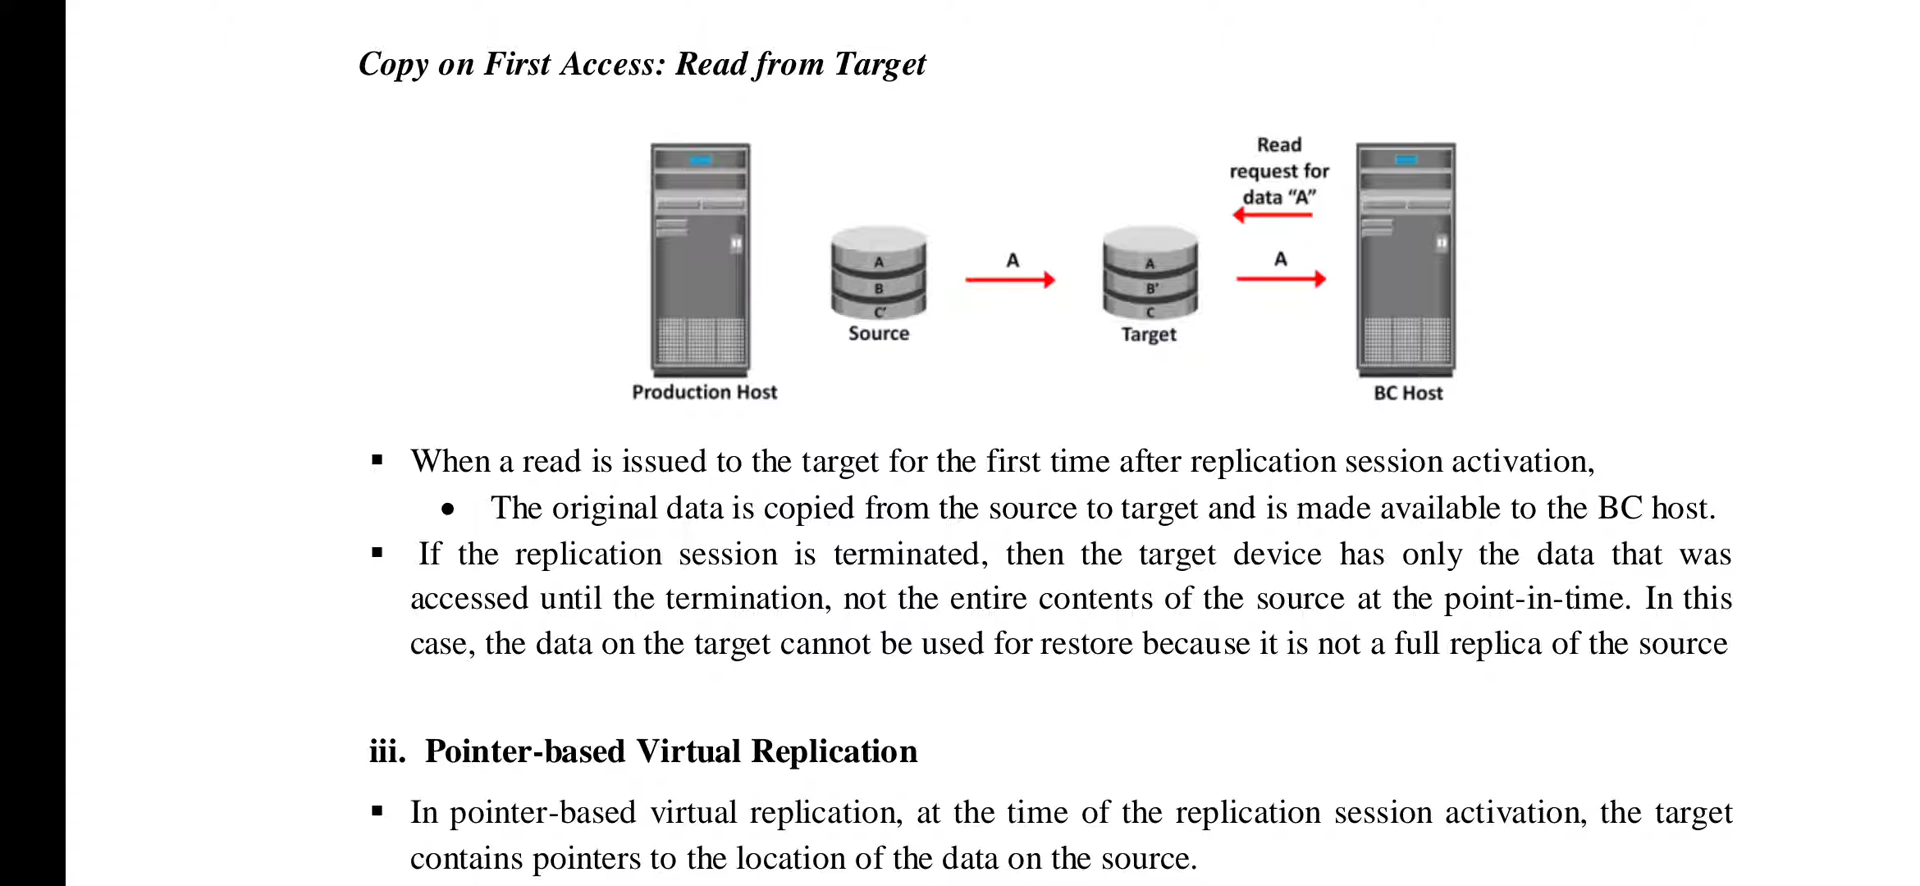 Copy on First Access: Read from Target
Read
request for
data “A”
A
A
A
B
C'
A
B'
C
Source
Target
Production Host
BC Host
▪ When a read is issued to the target for the first time after replication session activation,
• The original data is copied from the source to target and is made available to the BC host.
▪ If the replication session is terminated, then the target device has only the data that was
accessed until the termination, not the entire contents of the source at the point-in-time. In this
case, the data on the target cannot be used for restore because it is not a full replica of the source
iii. Pointer-based Virtual Replication
▪ In pointer-based virtual replication, at the time of the replication session activation, the target
contains pointers to the location of the data on the source.